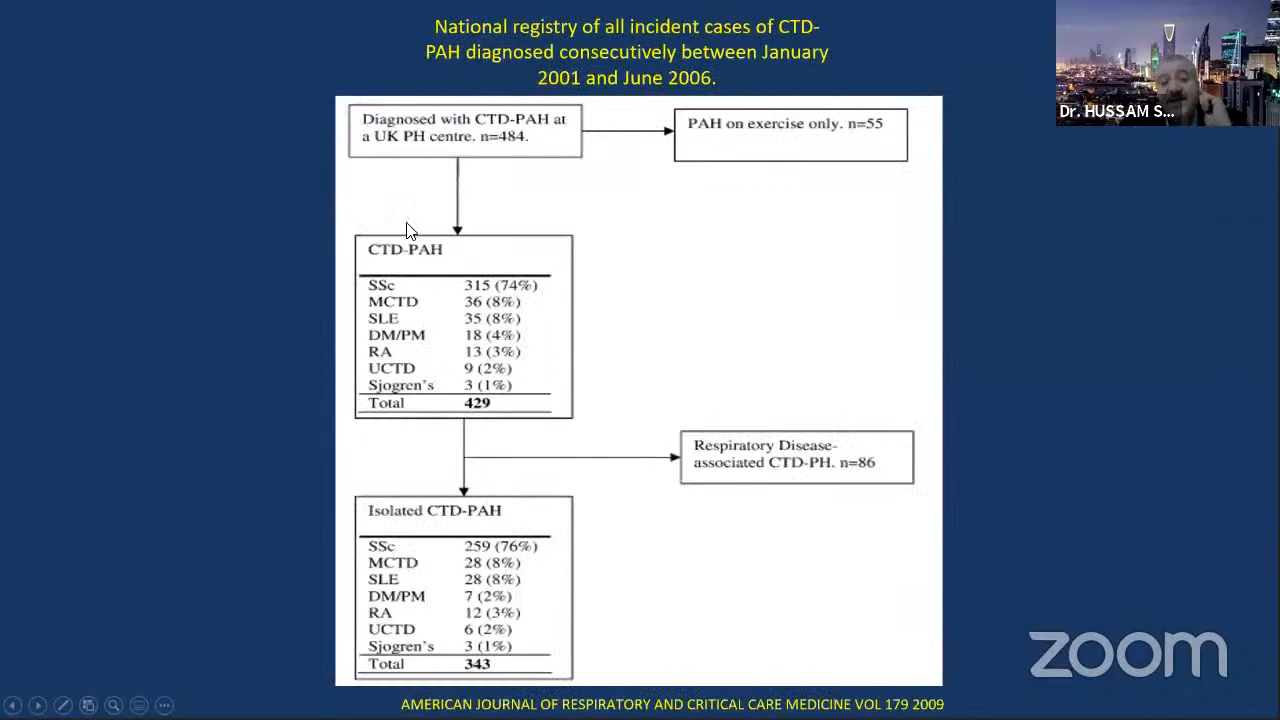 National registry of all incident cases of CTD-
PAH diagnosed consecutively between January
2001 and June 2006.
Dr. HUSSAM S...
Diagnosed with CTD-PAH at
a UK PH centre. n=484.
PAH on exercise only. n=55
CTD-PAH
SSc 315 (74%)
MCTD 36 (8%)
SLE 35 (8%)
DM/PM 18 (4%)
RA 13 (3%)
UCTD 9 (2%)
Sjogren's 3 (1%)
Total 429
Respiratory Disease-
associated CTD-PH. n=86
Isolated CTD-PAH
SSc 259 (76%)
MCTD 28 (8%)
SLE 28 (8%)
DM/PM 7 (2%)
RA 12 (3%)
UCTD 6 (2%)
Sjogren's 3 (1%)
Total 343
zoom
AMERICAN JOURNAL OF RESPIRATORY AND CRITICAL CARE MEDICINE VOL 179 2009